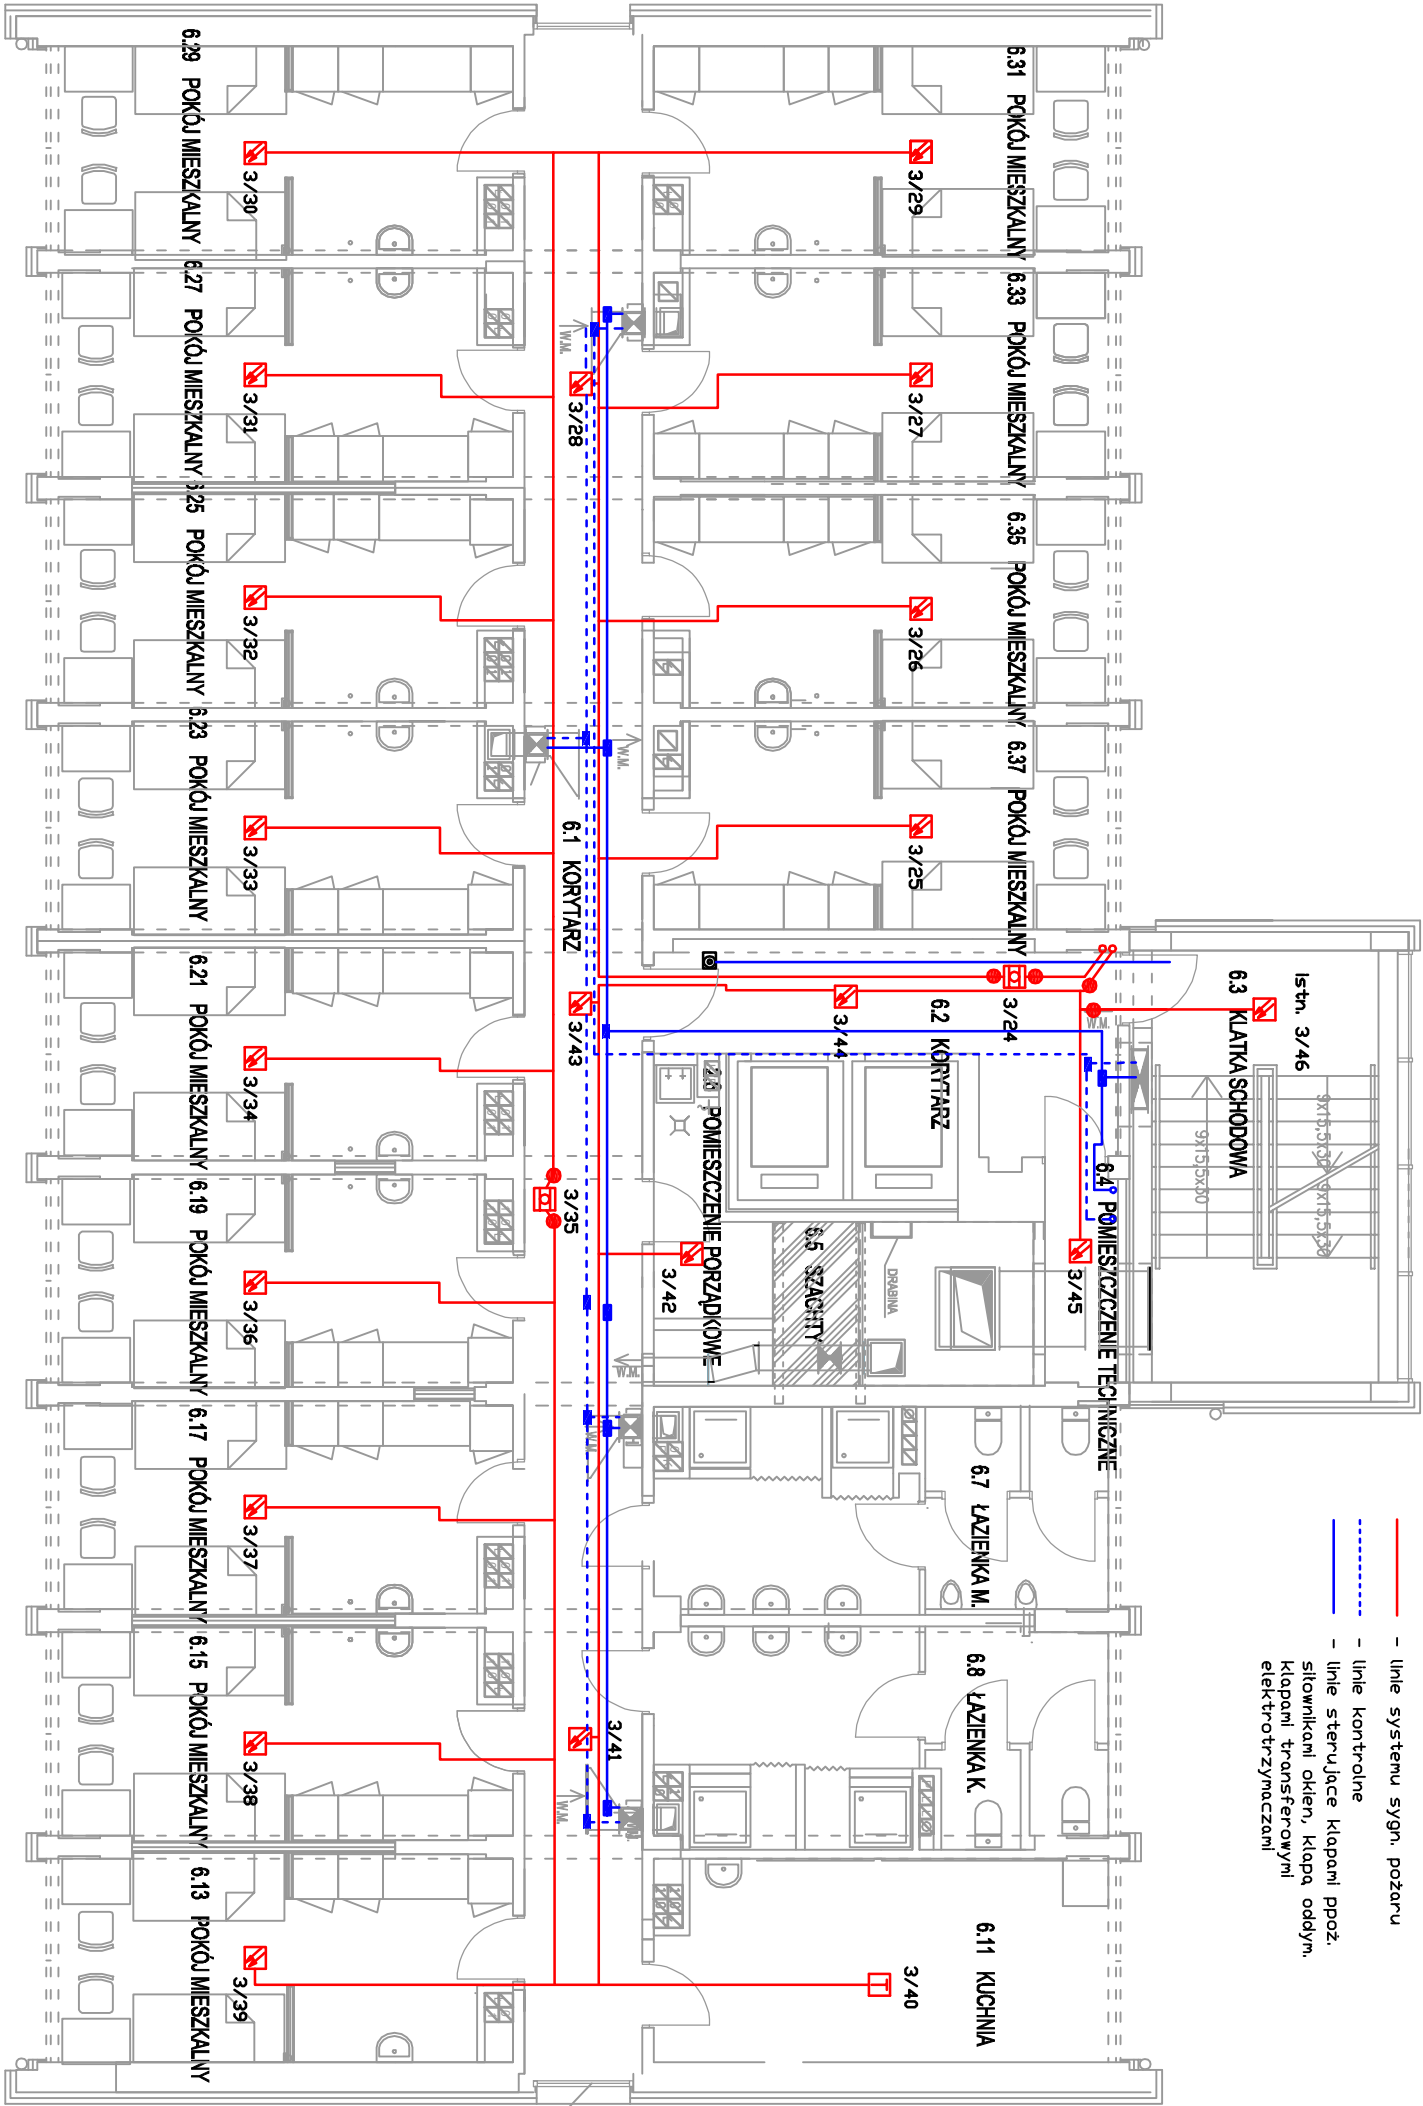 6.29 POKÓJ MIESZKALNY
6.27 POKÓJ MIESZKALNY
6.25 POKÓJ MIESZKALNY
6.23 POKÓJ MIESZKALNY
6.21 POKÓJ MIESZKALNY
6.19 POKÓJ MIESZKALNY
6.17 POKÓJ MIESZKALNY
6.15 POKÓJ MIESZKALNY
6.13 POKÓJ MIESZKALNY
6.31 POKÓJ MIESZKALNY
6.33 POKÓJ MIESZKALNY
6.35 POKÓJ MIESZKALNY
6.37 POKÓJ MIESZKALNY
3/30
3/31
3/32
3/33
3/34
3/36
3/37
3/38
3/39
3/29
3/27
3/26
3/25
3/28
3/43
3/35
3/41
3/24
3/44
3/42
3/45
3/40
Istn. 3/46
6.1 KORYTARZ
6.2 KORYTARZ
6.3 KLATKA SCHODOWA
6.4 POMIESZCZCZENIE TECHNICZNE
6.5 SZACHTY
POMIESZCZENIE PORZĄDKOWE
6.7 ŁAZIENKA M.
6.8 ŁAZIENKA K.
6.11 KUCHNIA
DRABINA
W.M.
W.M.
W.M.
W.M.
W.M.
W.M.
9x15,5x30
9x15,5x30
9x15,5x30
- linie systemu sygn. pożaru
- linie kontrolne
- linie sterujące klapami ppoż.
siłownikami okien, klapą oddym.
klapami transferowymi
elektrotrzymaczami